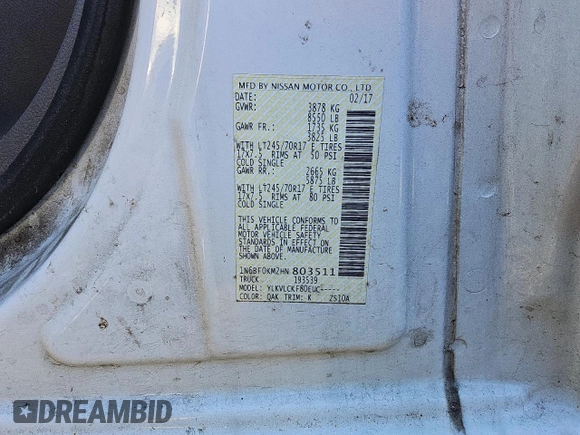 MFD BY NISSAN MOTOR CO., LTD
DATE: 02/17
GVWR: 3878 KG
8550 LB
GAWR FR.: 1735 KG
3825 LB
WITH LT245/70R17 E TIRES
17X7.5 RIMS AT 50 PSI
COLD SINGLE
GAWR RR.: 2665 KG
5875 LB
WITH LT245/70R17 E TIRES
17X7.5 RIMS AT 80 PSI
COLD SINGLE
THIS VEHICLE CONFORMS TO
ALL APPLICABLE FEDERAL
MOTOR VEHICLE SAFETY
STANDARDS IN EFFECT ON
THE DATE OF MANUFACTURE
SHOWN ABOVE.
1N6BF0KM2HN803511
TRUCK 193539
MODEL: YLKVLCKF80EUC-----
COLOR: QAK TRIM: K ZS10A
DREAMBID